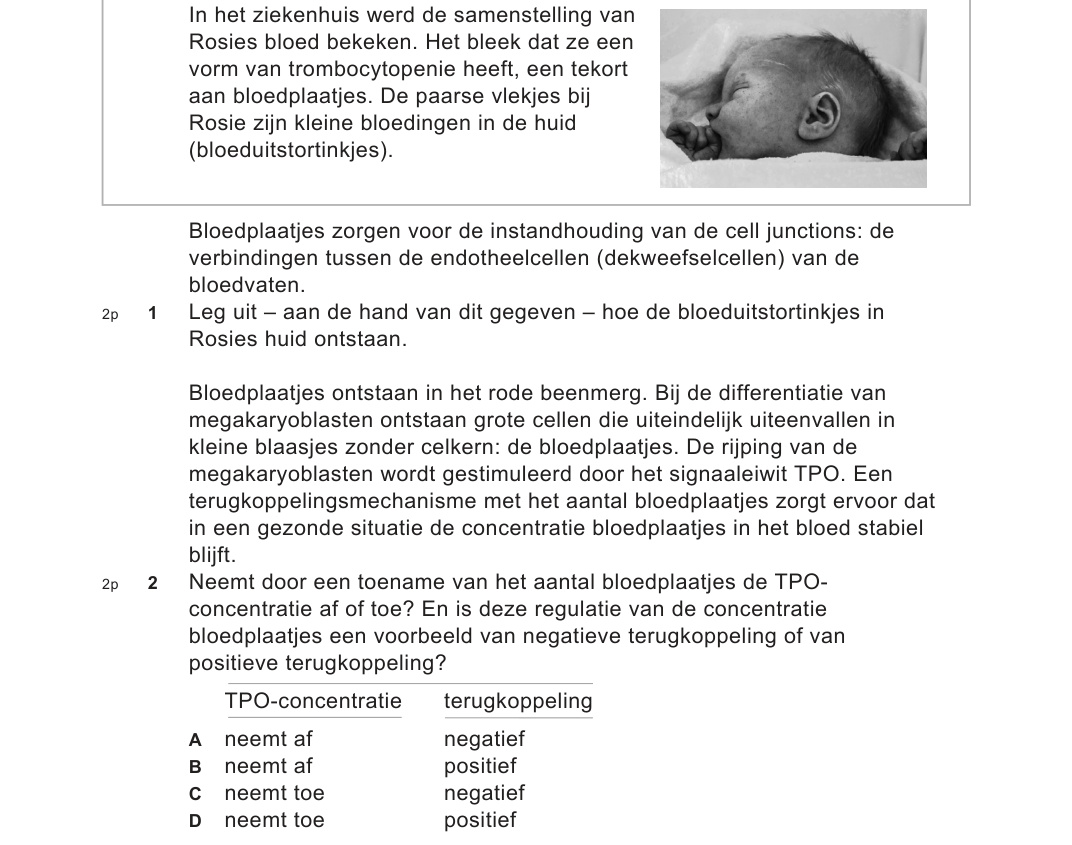 In het ziekenhuis werd de samenstelling van
Rosies bloed bekeken. Het bleek dat ze een
vorm van trombocytopenie heeft, een tekort
aan bloedplaatjes. De paarse vlekjes bij
Rosie zijn kleine bloedingen in de huid
(bloeduitstortinkjes).
Bloedplaatjes zorgen voor de instandhouding van de cell junctions: de
verbindingen tussen de endotheelcellen (dekweefselcellen) van de
bloedvaten.
2p 1 Leg uit – aan de hand van dit gegeven – hoe de bloeduitstortinkjes in
Rosies huid ontstaan.
Bloedplaatjes ontstaan in het rode beenmerg. Bij de differentiatie van
megakaryoblasten ontstaan grote cellen die uiteindelijk uiteenvallen in
kleine blaasjes zonder celkern: de bloedplaatjes. De rijping van de
megakaryoblasten wordt gestimuleerd door het signaaleiwit TPO. Een
terugkoppelingsmechanisme met het aantal bloedplaatjes zorgt ervoor dat
in een gezonde situatie de concentratie bloedplaatjes in het bloed stabiel
blijft.
2p 2 Neemt door een toename van het aantal bloedplaatjes de TPO-
concentratie af of toe? En is deze regulatie van de concentratie
bloedplaatjes een voorbeeld van negatieve terugkoppeling of van
positieve terugkoppeling?
TPO-concentratie terugkoppeling
A neemt af negatief
B neemt af positief
C neemt toe negatief
D neemt toe positief